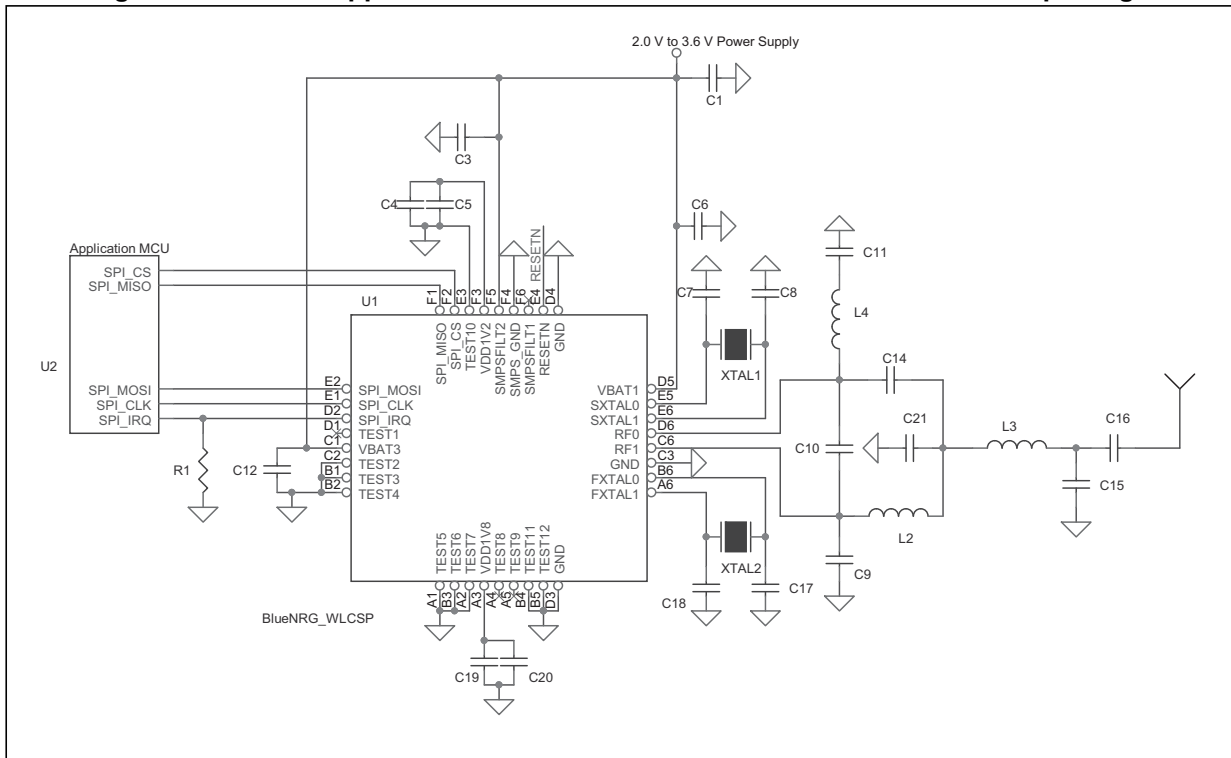 2.0 V to 3.6 V Power Supply
C1
C3
C4
C5
C6
RESETN
C11
Application MCU
SPI_CS
SPI_MISO
U2
SPI_MOSI
SPI_CLK
SPI_IRQ
R1
C12
U1
F1
F2
E3
F3
F5
F4
F6
E4
D4
SPI_MISO
SPI_CS
TEST10
VDD1V2
SMPSFILT2
SMPS_GND
SMPSFILT1
RESETN
GND
E2
E1
D2
D1
C1
C2
B1
B2
SPI_MOSI
SPI_CLK
SPI_IRQ
TEST1
VBAT3
TEST2
TEST3
TEST4
VBAT1
SXTAL0
SXTAL1
RF0
RF1
GND
FXTAL0
FXTAL1
D5
E5
E6
D6
C6
C3
B6
A6
TEST5
TEST6
TEST7
VDD1V8
TEST8
TEST9
TEST11
TEST12
GND
A1
B3
A2
A3
A4
A5
B4
B5
D3
BlueNRG_WLCSP
C19
C20
C7
C8
XTAL1
XTAL2
C18
C17
L4
C14
C10
C21
L2
C9
L3
C16
C15